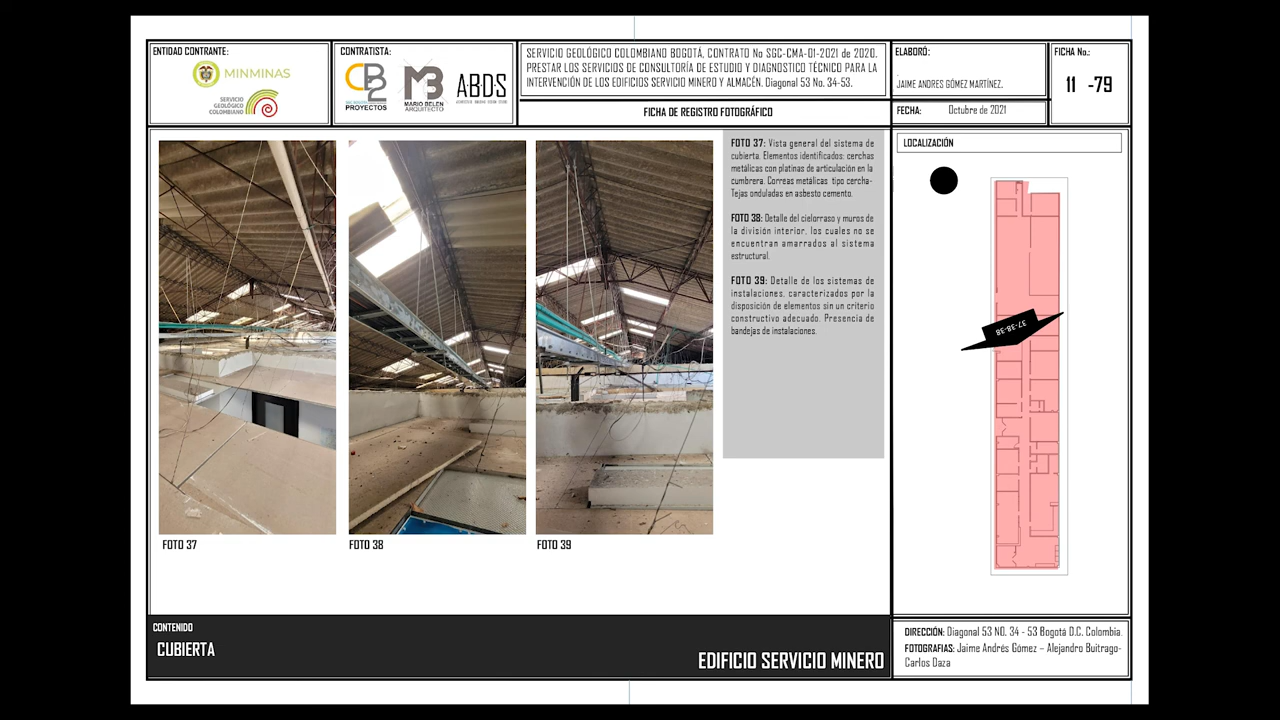 ENTIDAD CONTRANTE:
MINMINAS
SERVICIO
GEOLÓGICO
COLOMBIANO
CONTRATISTA:
CB2
PROYECTOS
MB
MARIO BELEN
ARQUITECTO
ABDS
SERVICIO GEOLÓGICO COLOMBIANO BOGOTÁ, CONTRATO No SGC-CMA-01-2021 de 2020.
PRESTAR LOS SERVICIOS DE CONSULTORÍA DE ESTUDIO Y DIAGNOSTICO TÉCNICO PARA LA
INTERVENCIÓN DE LOS EDIFICIOS SERVICIO MINERO Y ALMACÉN. Diagonal 53 No. 34-53.
FICHA DE REGISTRO FOTOGRÁFICO
ELABORÓ:
JAIME ANDRES GÓMEZ MARTÍNEZ.
FECHA: Octubre de 2021
FICHA No.:
11 -79
FOTO 37: Vista general del sistema de
cubierta. Elementos identificados: cerchas
metálicas con platinas de articulación en la
cumbrera. Correas metálicas tipo cercha-
Tejas onduladas en asbesto cemento.
FOTO 38: Detalle del cielorraso y muros de
la división interior, los cuales no se
encuentran amarrados al sistema
estructural.
FOTO 39: Detalle de los sistemas de
instalaciones, caracterizados por la
disposición de elementos sin un criterio
constructivo adecuado. Presencia de
bandejas de instalaciones.
LOCALIZACIÓN
37-38-38
FOTO 37
FOTO 38
FOTO 39
CONTENIDO
CUBIERTA
EDIFICIO SERVICIO MINERO
DIRECCIÓN: Diagonal 53 NO. 34 - 53 Bogotá D.C. Colombia.
FOTOGRAFIAS: Jaime Andrés Gómez – Alejandro Buitrago-
Carlos Daza